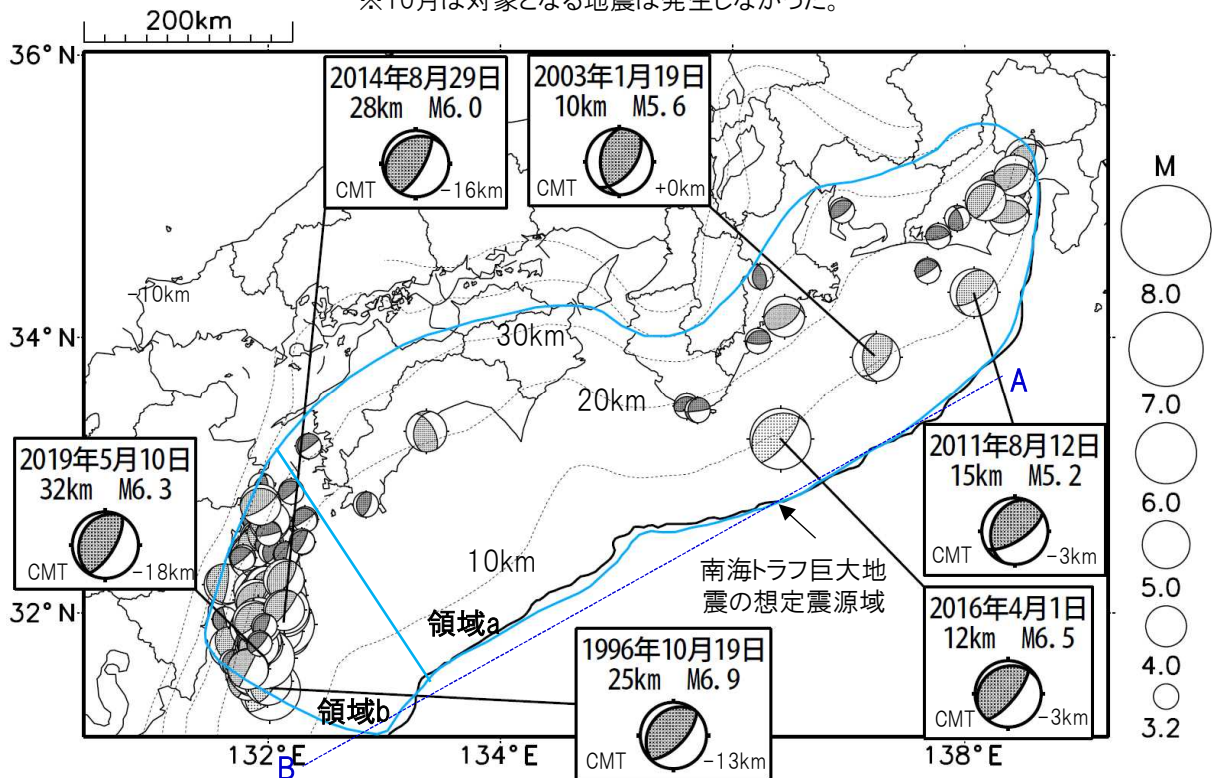 ※10月は対象となる地震は発生しなかった。
200km
36°N
34°N
32°N
132°E
134°E
138°E
2014年8月29日
28km M6.0
CMT
-16km
2003年1月19日
10km M5.6
CMT
+0km
-10km
30km
20km
10km
A
2019年5月10日
32km M6.3
CMT
-18km
2011年8月12日
15km M5.2
CMT
-3km
南海トラフ巨大地
震の想定震源域
2016年4月1日
12km M6.5
CMT
-3km
領域a
領域b
1996年10月19日
25km M6.9
CMT
-13km
B
M
8.0
7.0
6.0
5.0
4.0
3.2